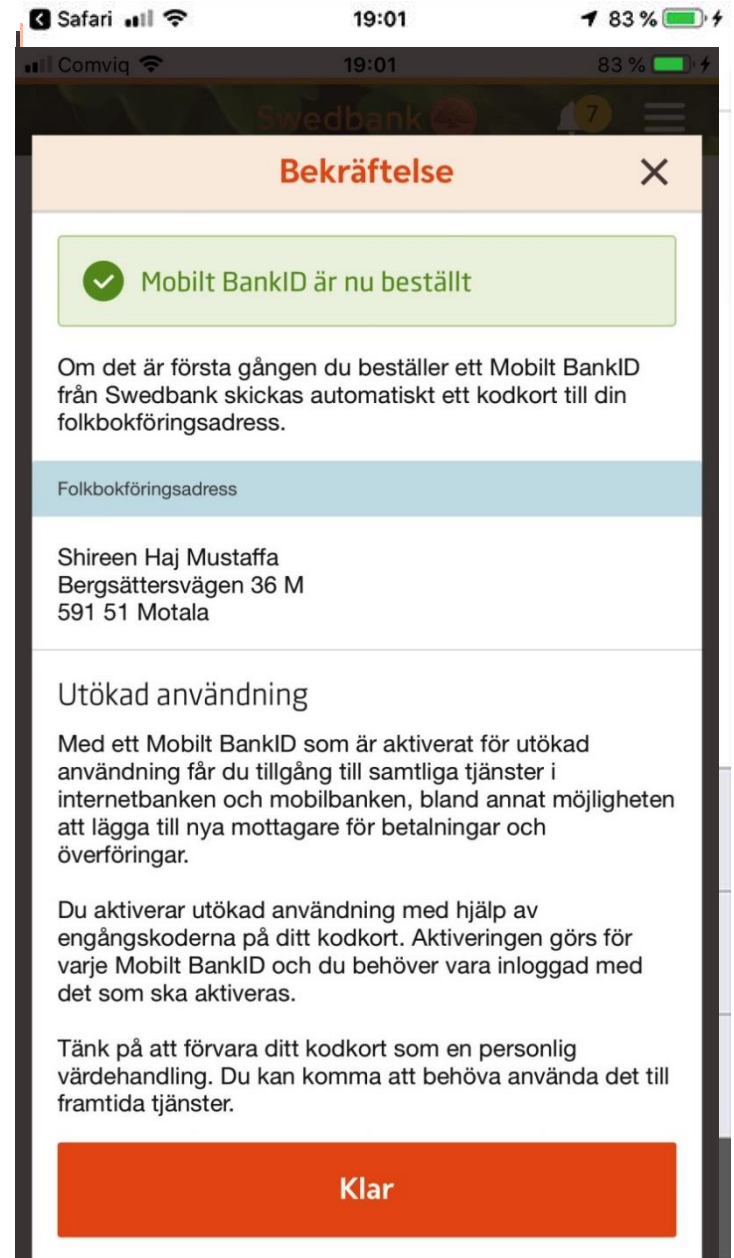 Safari 19:01 83 %
Comviq 19:01 83 %
Swedbank 7
Bekräftelse
Mobilt BankID är nu beställt
Om det är första gången du beställer ett Mobilt BankID
från Swedbank skickas automatiskt ett kodkort till din
folkbokföringsadress.
Folkbokföringsadress
Shireen Haj Mustaffa
Bergsättersvägen 36 M
591 51 Motala
Utökad användning
Med ett Mobilt BankID som är aktiverat för utökad
användning får du tillgång till samtliga tjänster i
internetbanken och mobilbanken, bland annat möjligheten
att lägga till nya mottagare för betalningar och
överföringar.
Du aktiverar utökad användning med hjälp av
engångskoderna på ditt kodkort. Aktiveringen görs för
varje Mobilt BankID och du behöver vara inloggad med
det som ska aktiveras.
Tänk på att förvara ditt kodkort som en personlig
värdehandling. Du kan komma att behöva använda det till
framtida tjänster.
Klar